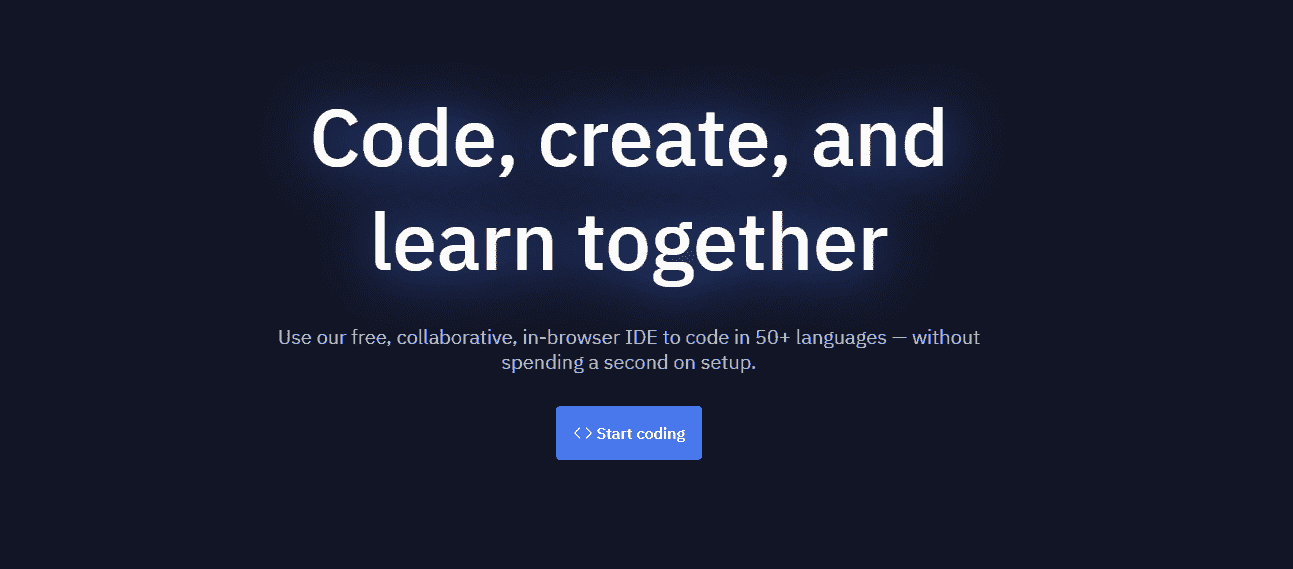 Code, create, and
learn together
Use our free, collaborative, in-browser IDE to code in 50+ languages — without
spending a second on setup.
<> Start coding